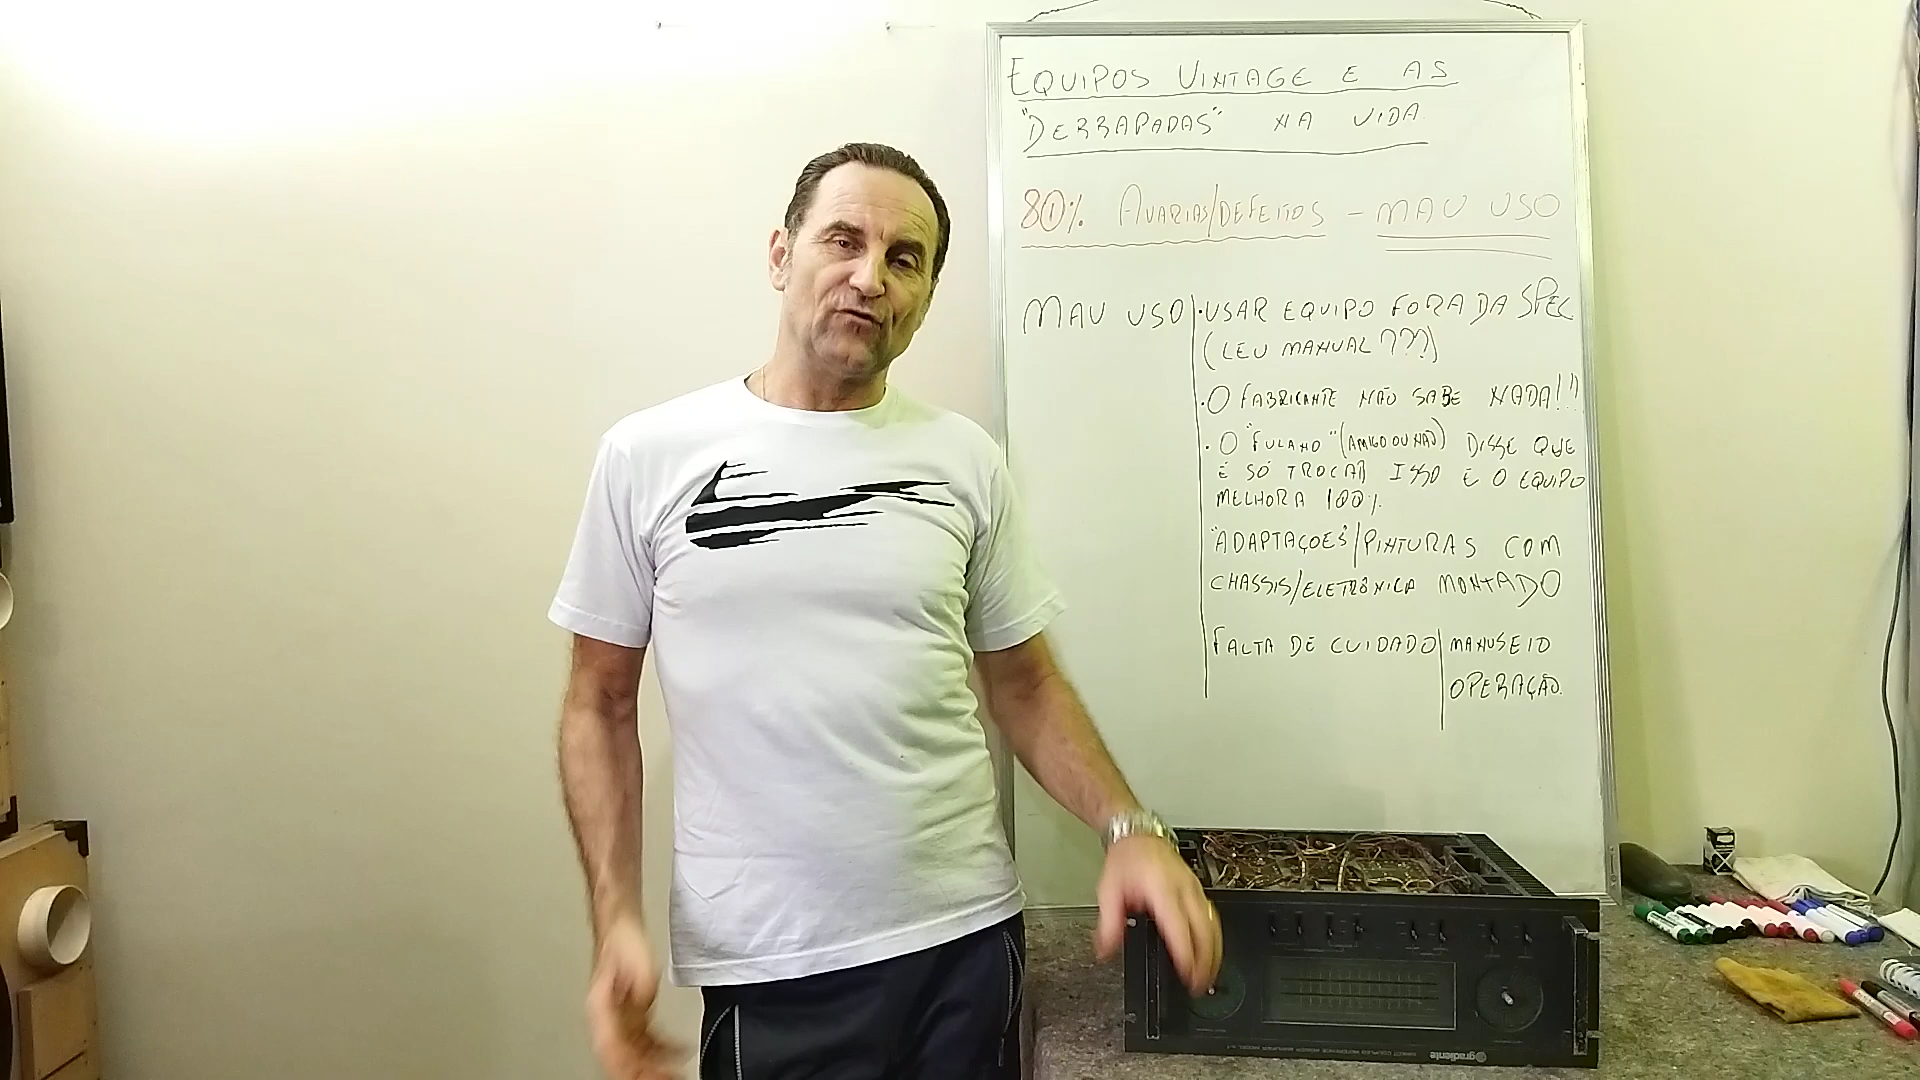 EQUIPOS VINTAGE E AS
"DERRAPADAS" NA VIDA.
80% AVARIAS/DEFEITOS - MAU USO
MAU USO
·USAR EQUIPO FORA DA SPEC
(LEU MANUAL???)
·O FABRICANTE NÃO SABE NADA!!!
·O "FULANO" (AMIGO OU NÃO) DISSE QUE
É SÓ TROCAR ISSO E O EQUIPO
MELHORA 100%.
"ADAPTAÇOES"/PINTURAS COM
CHASSIS/ELETRÔNICA MONTADO
FALTA DE CUIDADO
MANUSEIO
OPERAÇÃO.
gradiente